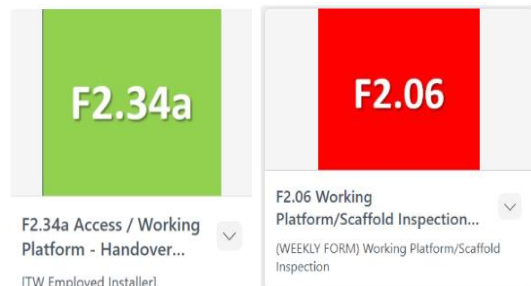 F2.34a
F2.34a Access / Working
Platform - Handover...
[TW Employed Installer]
F2.06
F2.06 Working
Platform/Scaffold Inspection...
(WEEKLY FORM) Working Platform/Scaffold
Inspection